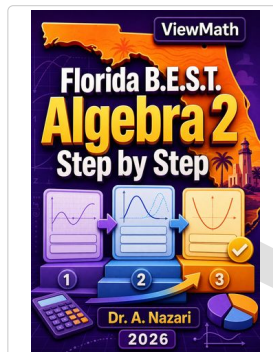 ViewMath
Florida B.E.S.T.
Algebra 2
Step by Step
1 2 3
Dr. A. Nazari
2026